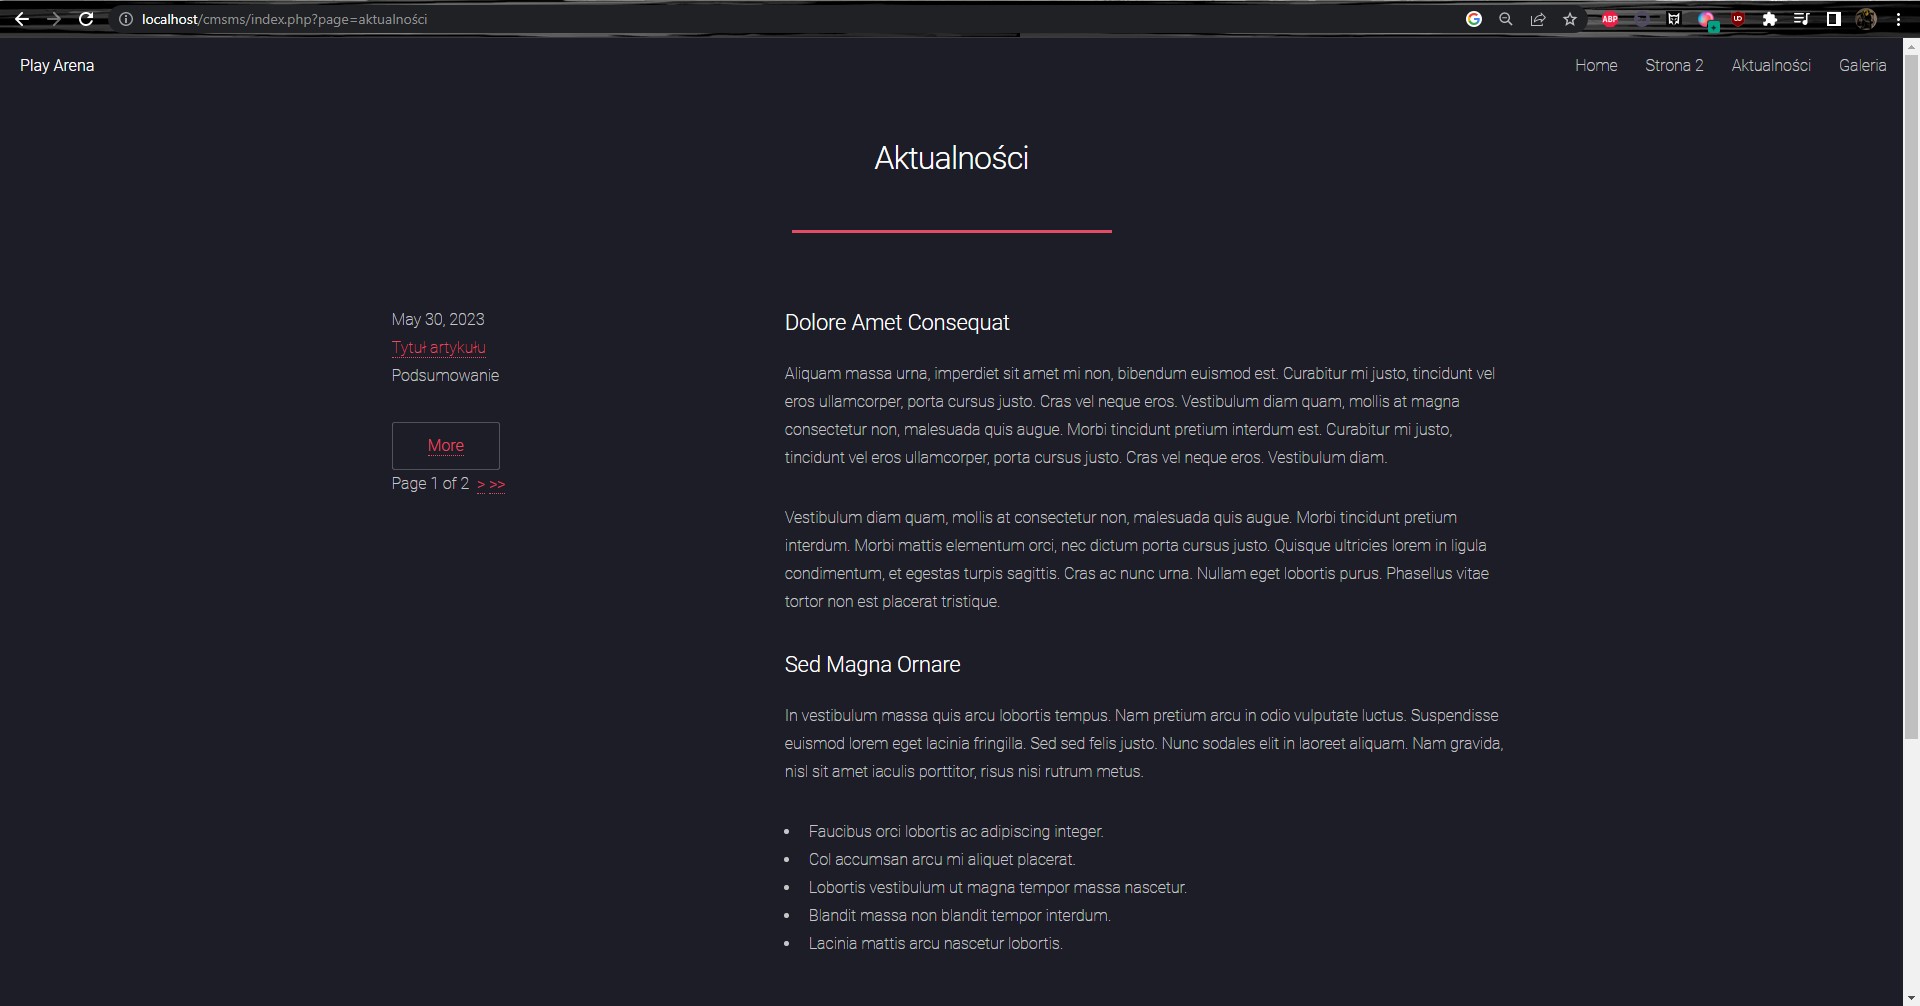 localhost/cmsms/index.php?page=aktualności
ABP
Play Arena
Home Strona 2 Aktualności Galeria
Aktualności
May 30, 2023
Tytuł artykułu
Podsumowanie
More
Page 1 of 2 > >>
Dolore Amet Consequat
Aliquam massa urna, imperdiet sit amet mi non, bibendum euismod est. Curabitur mi justo, tincidunt vel
eros ullamcorper, porta cursus justo. Cras vel neque eros. Vestibulum diam quam, mollis at magna
consectetur non, malesuada quis augue. Morbi tincidunt pretium interdum est. Curabitur mi justo,
tincidunt vel eros ullamcorper, porta cursus justo. Cras vel neque eros. Vestibulum diam.
Vestibulum diam quam, mollis at consectetur non, malesuada quis augue. Morbi tincidunt pretium
interdum. Morbi mattis elementum orci, nec dictum porta cursus justo. Quisque ultricies lorem in ligula
condimentum, et egestas turpis sagittis. Cras ac nunc urna. Nullam eget lobortis purus. Phasellus vitae
tortor non est placerat tristique.
Sed Magna Ornare
In vestibulum massa quis arcu lobortis tempus. Nam pretium arcu in odio vulputate luctus. Suspendisse
euismod lorem eget lacinia fringilla. Sed sed felis justo. Nunc sodales elit in laoreet aliquam. Nam gravida,
nisl sit amet iaculis porttitor, risus nisi rutrum metus.
• Faucibus orci lobortis ac adipiscing integer.
• Col accumsan arcu mi aliquet placerat.
• Lobortis vestibulum ut magna tempor massa nascetur.
• Blandit massa non blandit tempor interdum.
• Lacinia mattis arcu nascetur lobortis.